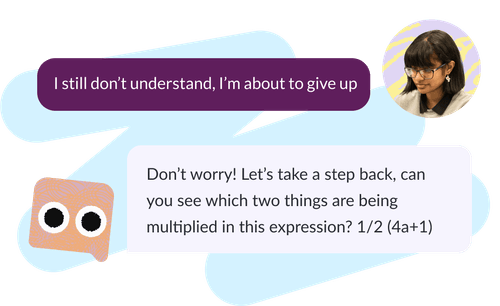 I still don’t understand, I’m about to give up
Don’t worry! Let’s take a step back, can
you see which two things are being
multiplied in this expression? 1/2 (4a+1)